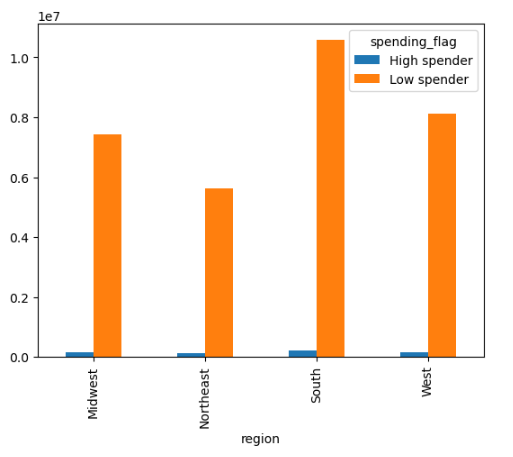 1e7
spending_flag
High spender
Low spender
1.0
0.8
0.6
0.4
0.2
0.0
Midwest
Northeast
South
West
region